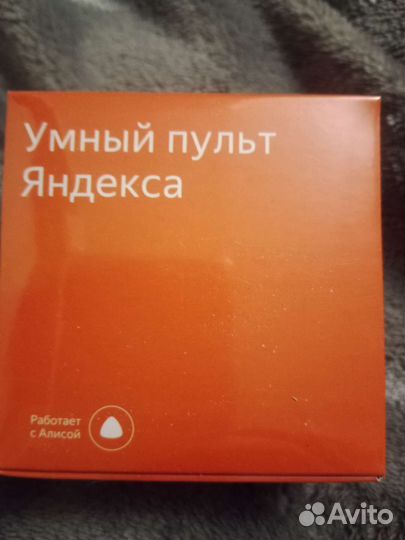 Умный пульт
Яндекса
Работает
с Алисой
Avito